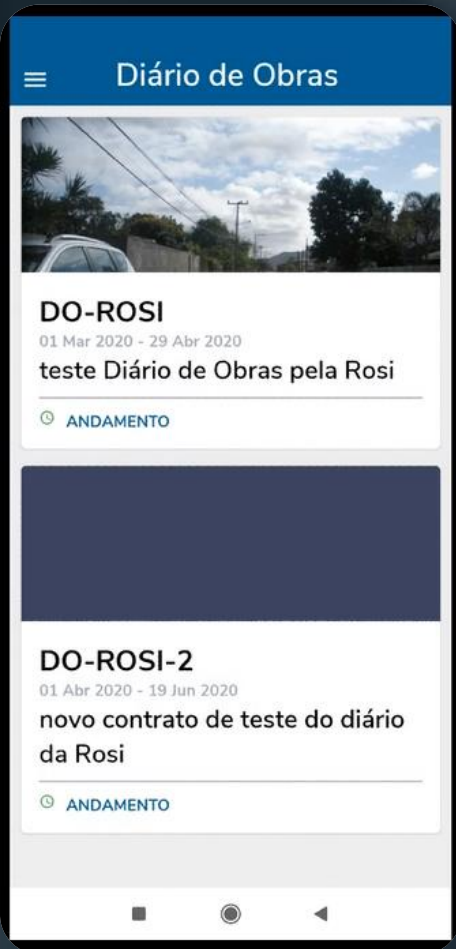 Diário de Obras
DO-ROSI
01 Mar 2020 - 29 Abr 2020
teste Diário de Obras pela Rosi
ANDAMENTO
DO-ROSI-2
01 Abr 2020 - 19 Jun 2020
novo contrato de teste do diário
da Rosi
ANDAMENTO